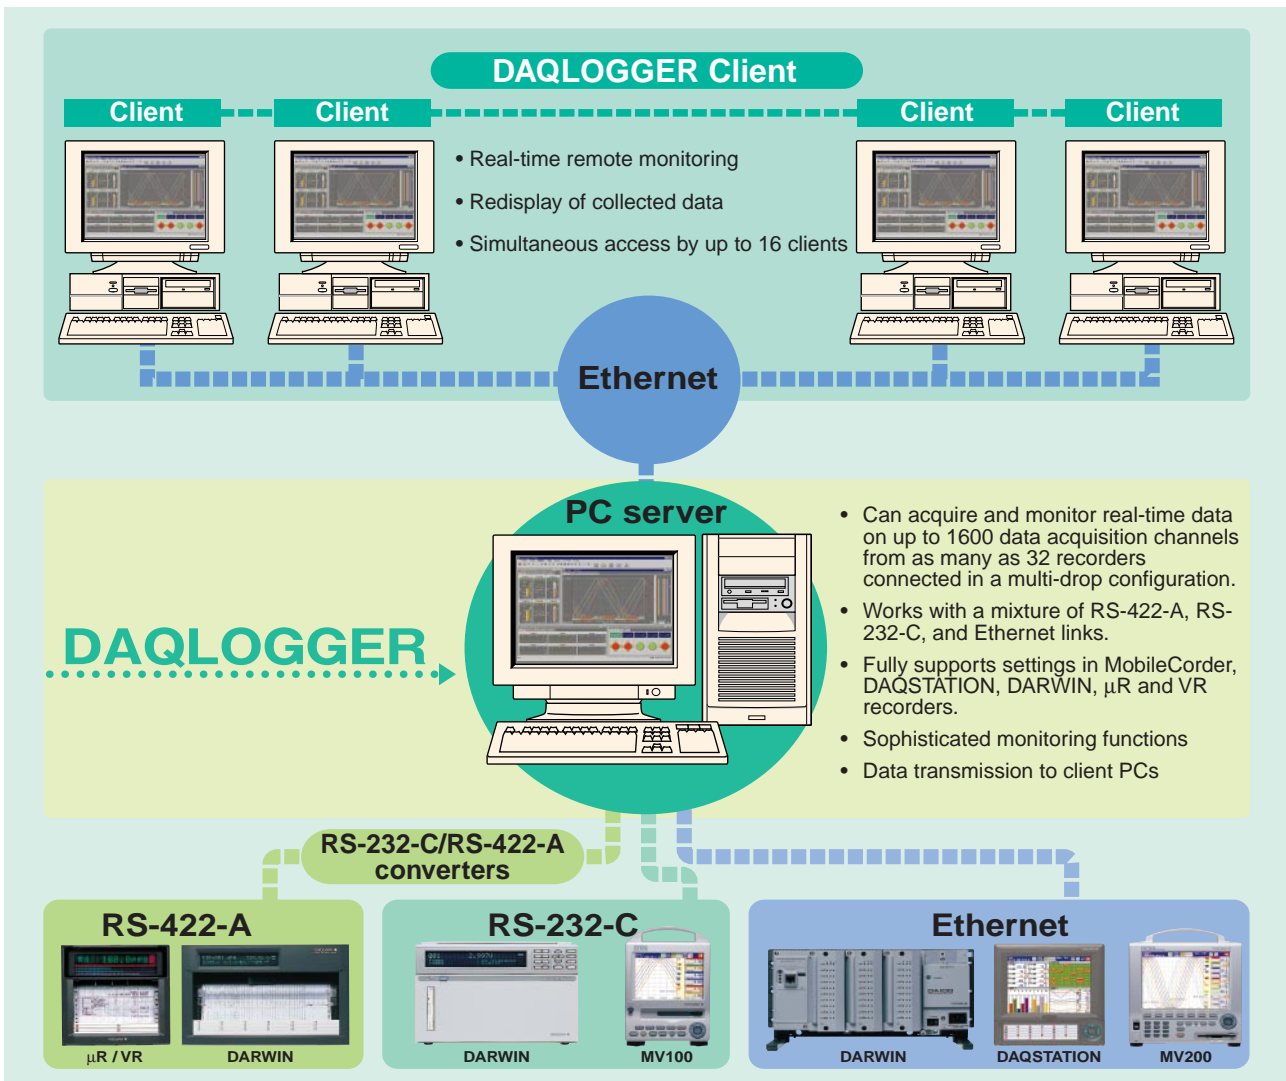 DAQLOGGER Client
Client
Client
Client
Client
• Real-time remote monitoring
• Redisplay of collected data
• Simultaneous access by up to 16 clients
Ethernet
PC server
DAQLOGGER
• Can acquire and monitor real-time data
on up to 1600 data acquisition channels
from as many as 32 recorders
connected in a multi-drop configuration.
• Works with a mixture of RS-422-A, RS-
232-C, and Ethernet links.
• Fully supports settings in MobileCorder,
DAQSTATION, DARWIN, µR and VR
recorders.
• Sophisticated monitoring functions
• Data transmission to client PCs
RS-232-C/RS-422-A
converters
RS-422-A
µR / VR
DARWIN
RS-232-C
DARWIN
MV100
Ethernet
DARWIN
DAQSTATION
MV200